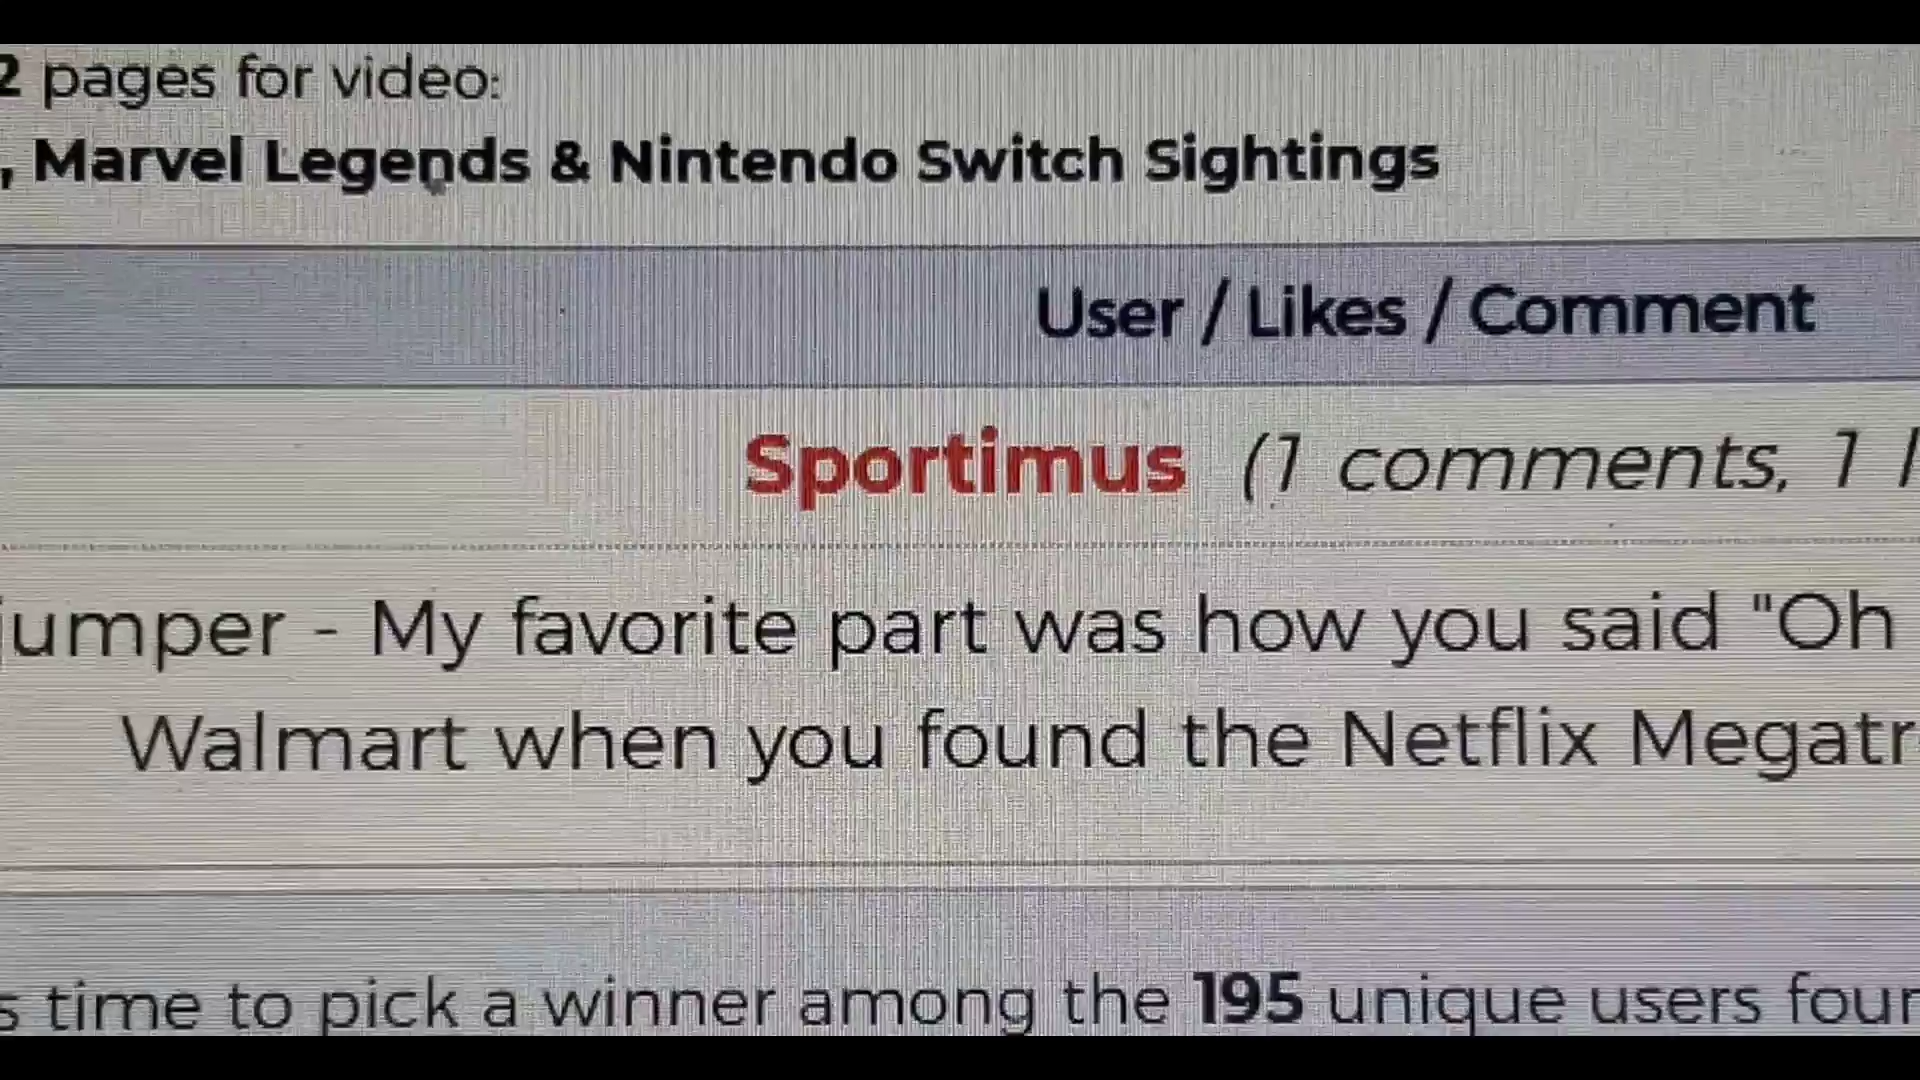 2 pages for video:
, Marvel Legends & Nintendo Switch Sightings
User / Likes / Comment
Sportimus (1 comments, 1 l
jumper - My favorite part was how you said "Oh
Walmart when you found the Netflix Megatr
s time to pick a winner among the 195 unique users foun